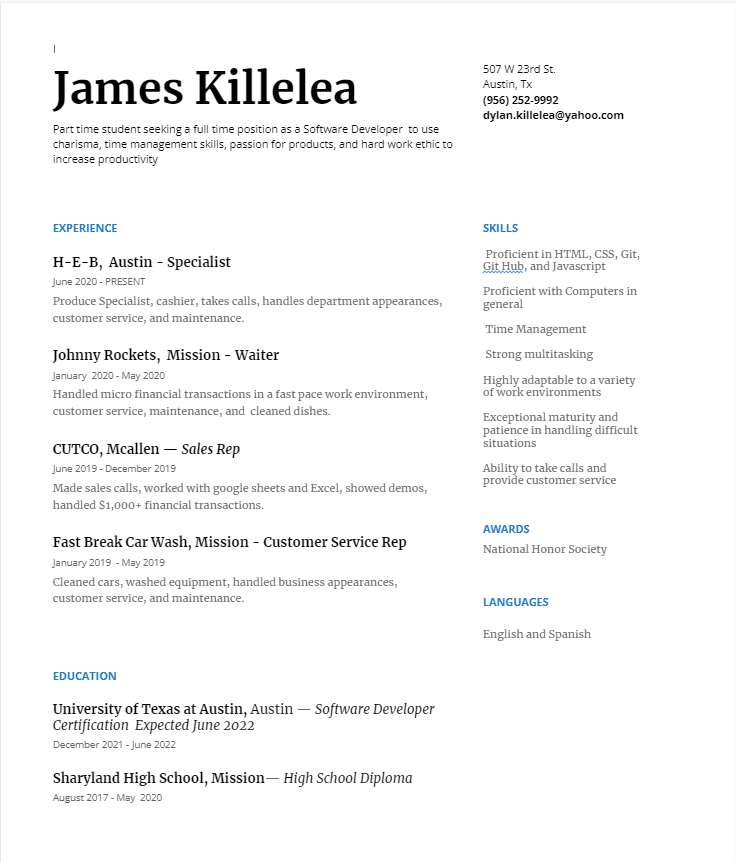 James Killelea
Part time student seeking a full time position as a Software Developer to use
charisma, time management skills, passion for products, and hard work ethic to
increase productivity
507 W 23rd St.
Austin, Tx
(956) 252-9992
dylan.killelea@yahoo.com
EXPERIENCE
H-E-B, Austin - Specialist
June 2020 - PRESENT
Produce Specialist, cashier, takes calls, handles department appearances,
customer service, and maintenance.
Johnny Rockets, Mission - Waiter
January 2020 - May 2020
Handled micro financial transactions in a fast pace work environment,
customer service, maintenance, and cleaned dishes.
CUTCO, Mcallen — Sales Rep
June 2019 - December 2019
Made sales calls, worked with google sheets and Excel, showed demos,
handled $1,000+ financial transactions.
Fast Break Car Wash, Mission - Customer Service Rep
January 2019 - May 2019
Cleaned cars, washed equipment, handled business appearances,
customer service, and maintenance.
EDUCATION
University of Texas at Austin, Austin — Software Developer
Certification Expected June 2022
December 2021 - June 2022
Sharyland High School, Mission— High School Diploma
August 2017 - May 2020
SKILLS
Proficient in HTML, CSS, Git,
Git Hub, and Javascript
Proficient with Computers in
general
Time Management
Strong multitasking
Highly adaptable to a variety
of work environments
Exceptional maturity and
patience in handling difficult
situations
Ability to take calls and
provide customer service
AWARDS
National Honor Society
LANGUAGES
English and Spanish